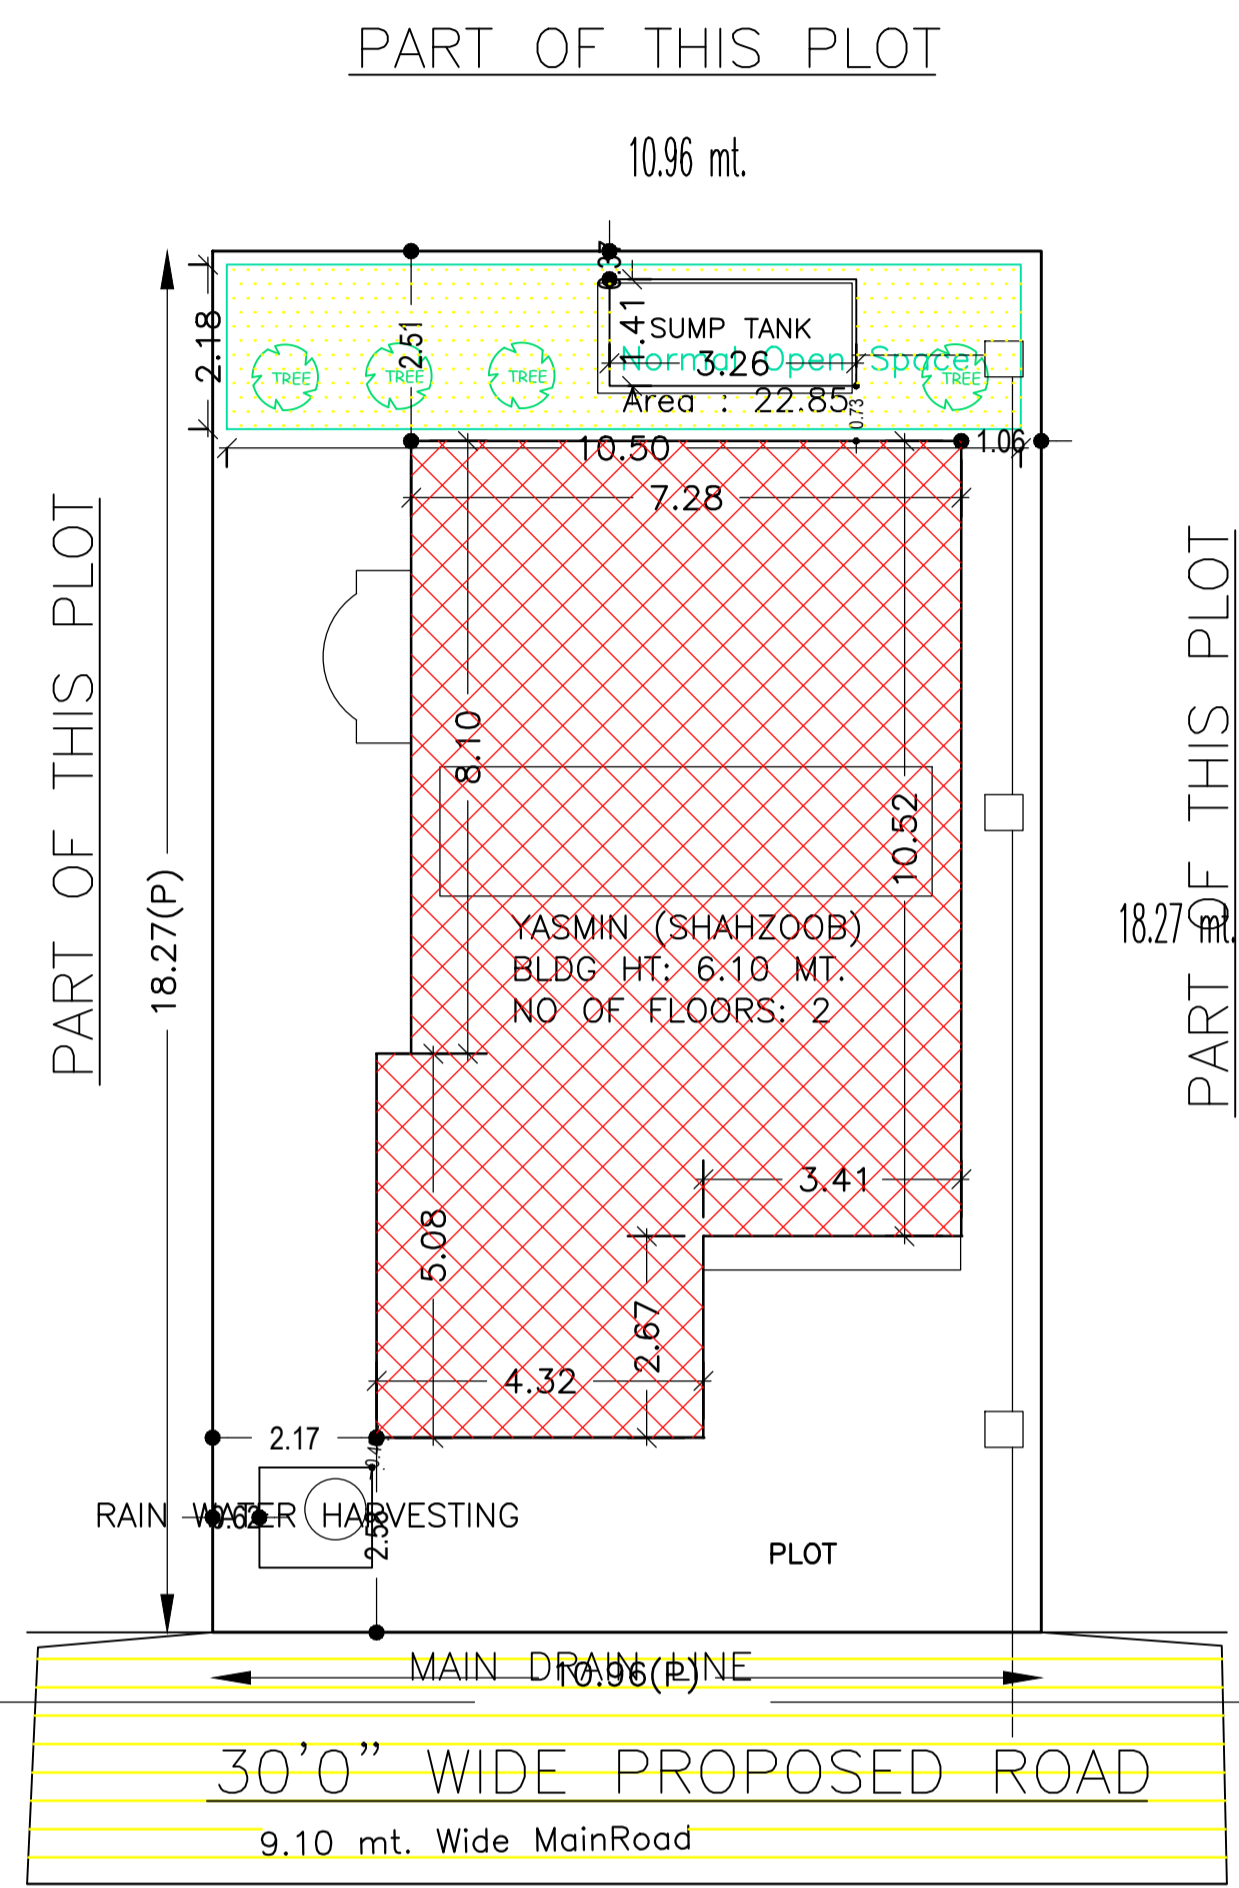 PART OF THIS PLOT
10.96 mt.
0.37
2.18
2.51
1.41
SUMP TANK
Normal Open Space
3.26
TREE
TREE
TREE
TREE
Area : 22.85
0.73
10.50
1.06
7.28
PART OF THIS PLOT
PART OF THIS PLOT
8.10
10.52
18.27(P)
18.27 mt.
YASMIN (SHAHZOOB)
BLDG HT: 6.10 MT.
NO OF FLOORS: 2
3.41
5.08
2.67
4.32
2.17
RAIN WATER HARVESTING
0.62
2.58
PLOT
MAIN DRAIN LINE
10.96(P)
30'0" WIDE PROPOSED ROAD
9.10 mt. Wide MainRoad